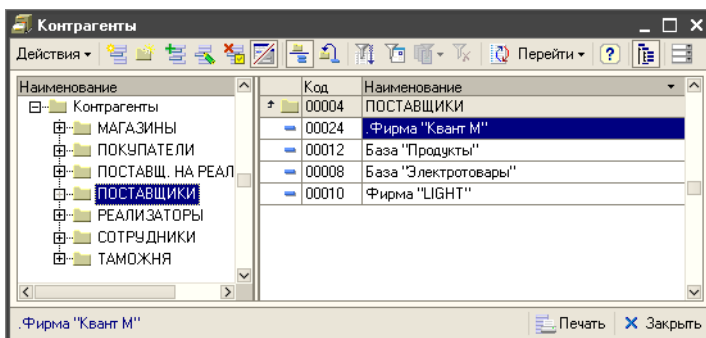 Контрагенты
Действия Перейти ?
Наименование
Контрагенты
МАГАЗИНЫ
ПОКУПАТЕЛИ
ПОСТАВЩ. НА РЕАЛ
ПОСТАВЩИКИ
РЕАЛИЗАТОРЫ
СОТРУДНИКИ
ТАМОЖНЯ
Код Наименование
00004 ПОСТАВЩИКИ
00024 .Фирма "Квант М"
00012 База "Продукты"
00008 База "Электротовары"
00010 Фирма "LIGHT"
.Фирма "Квант М" Печать Закрыть